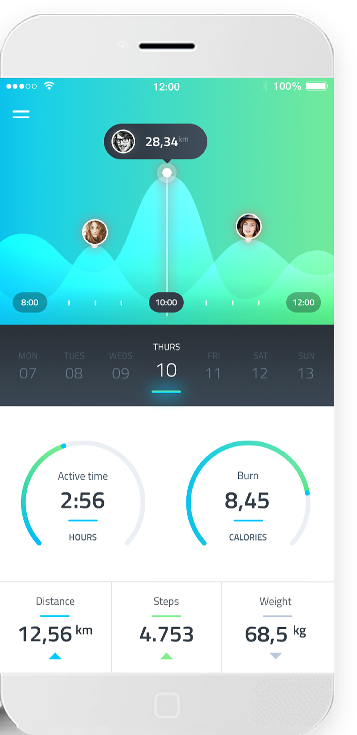 12:00 100%
28,34 km
8:00 10:00 12:00
MON TUES WEDS THURS FRI SAT SUN
07 08 09 10 11 12 13
Active time
2:56
HOURS
Burn
8,45
CALORIES
Distance
12,56 km
Steps
4.753
Weight
68,5 kg